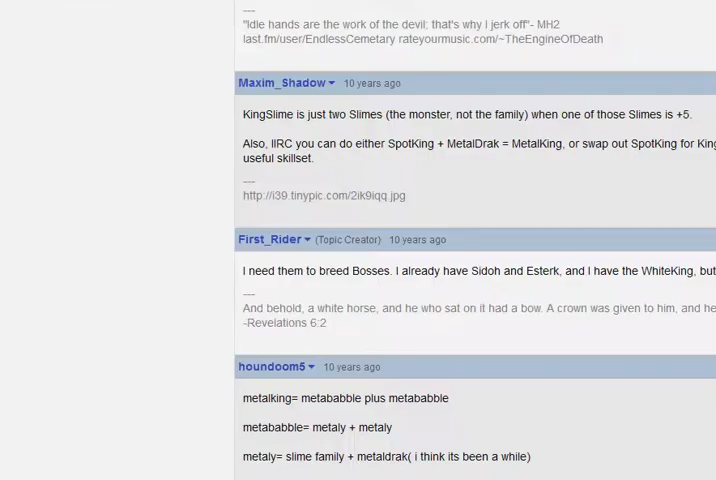 ---
"Idle hands are the work of the devil; that's why I jerk off"- MH2
last.fm/user/EndlessCemetary rateyourmusic.com/~TheEngineOfDeath
Maxim_Shadow 10 years ago
KingSlime is just two Slimes (the monster, not the family) when one of those Slimes is +5.
Also, IIRC you can do either SpotKing + MetalDrak = MetalKing, or swap out SpotKing for King
useful skillset.
---
http://i39.tinypic.com/2ik9iqq.jpg
First_Rider (Topic Creator) 10 years ago
I need them to breed Bosses. I already have Sidoh and Esterk, and I have the WhiteKing, but
---
And behold, a white horse, and he who sat on it had a bow. A crown was given to him, and he
-Revelations 6:2
houndoom5 10 years ago
metalking= metababble plus metababble
metababble= metaly + metaly
metaly= slime family + metaldrak( i think its been a while)